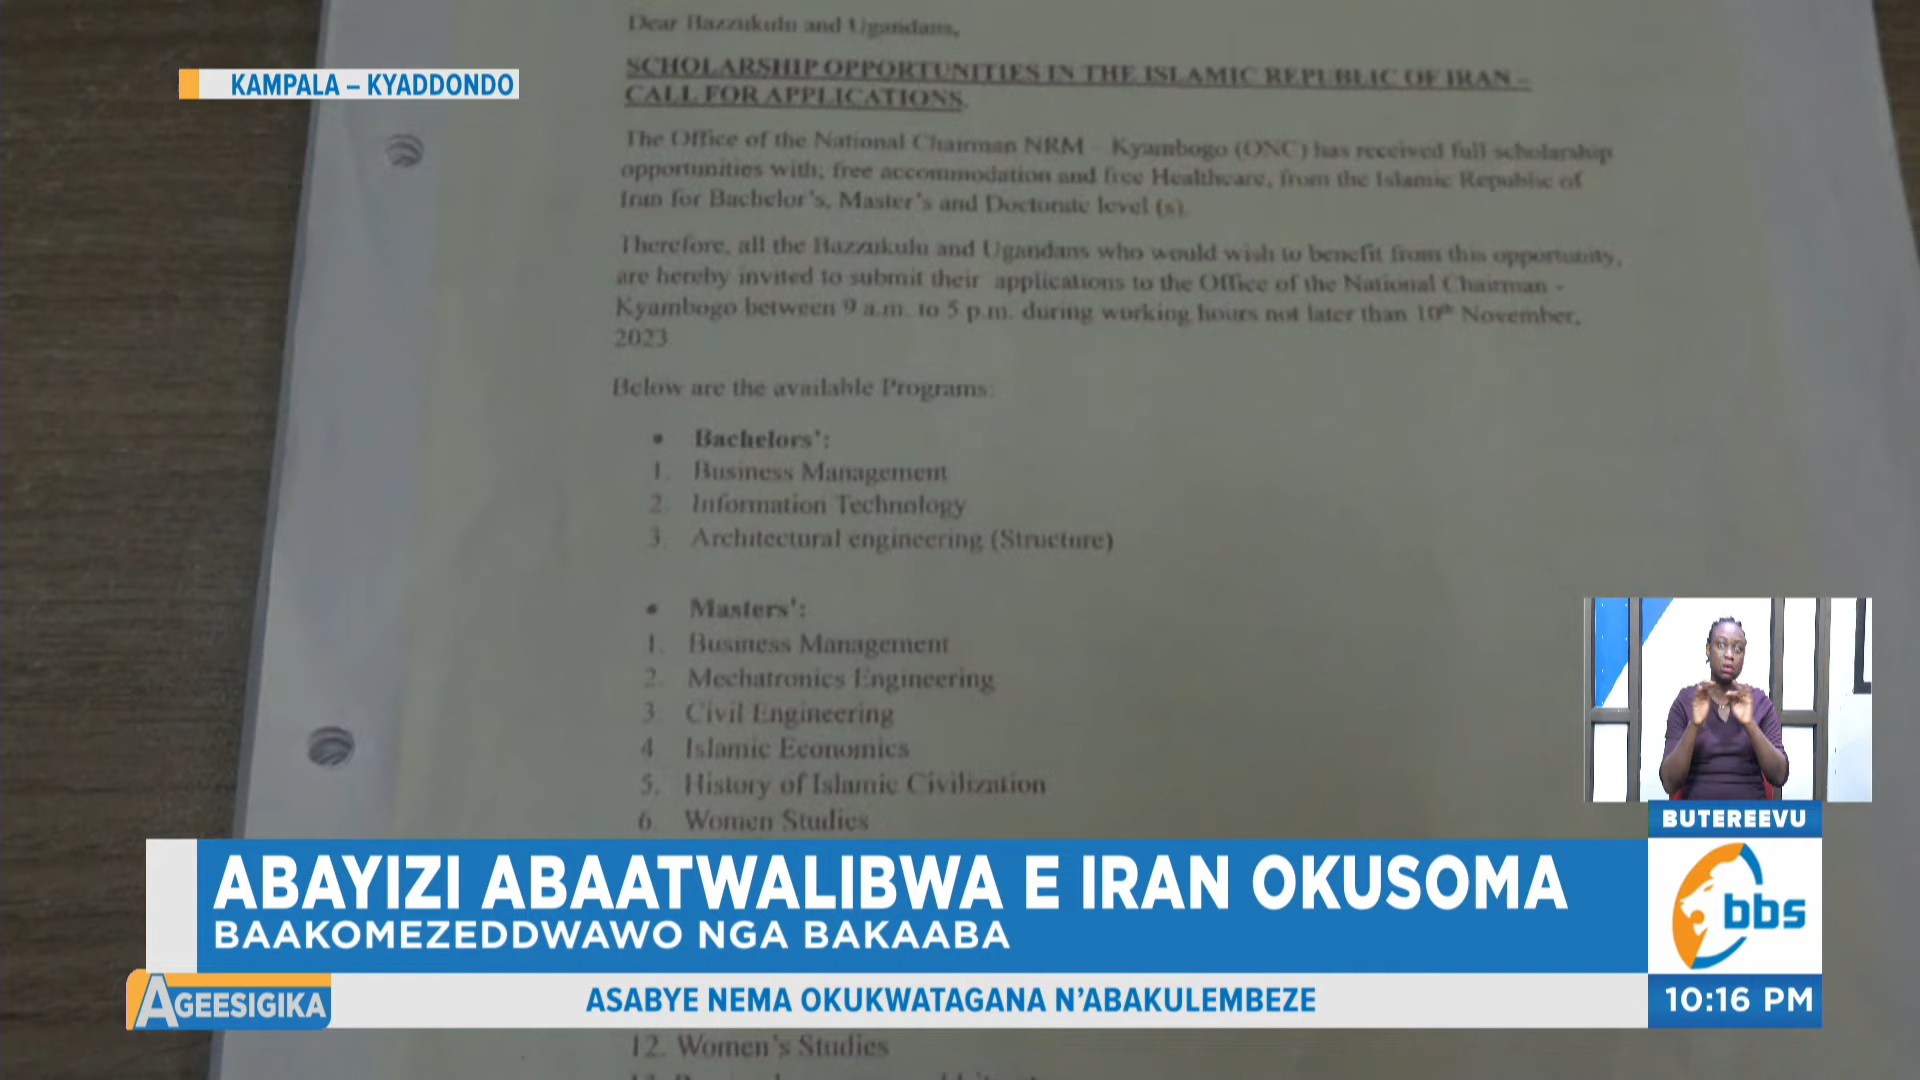 Dear Bazzukulu and Ugandans,
SCHOLARSHIP OPPORTUNITIES IN THE ISLAMIC REPUBLIC OF IRAN –
CALL FOR APPLICATIONS.
The Office of the National Chairman NRM – Kyambogo (ONC) has received full scholarship
opportunities with; free accommodation and free Healthcare, from the Islamic Republic of
Iran for Bachelor's, Master's and Doctorate level (s).
Therefore, all the Bazzukulu and Ugandans who would wish to benefit from this opportunity,
are hereby invited to submit their applications to the Office of the National Chairman -
Kyambogo between 9 a.m. to 5 p.m. during working hours not later than 10th November,
2023
Below are the available Programs:
• Bachelors':
1. Business Management
2. Information Technology
3. Architectural engineering (Structure)
• Masters':
1. Business Management
2. Mechatronics Engineering
3. Civil Engineering
4. Islamic Economics
5. History of Islamic Civilization
6. Women Studies
12. Women's Studies
KAMPALA – KYADDONDO
BUTEREEVU
bbs
10:16 PM
ABAYIZI ABAATWALIBWA E IRAN OKUSOMA
BAAKOMEZEDDWAWO NGA BAKAABA
AGEESIGIKA
ASABYE NEMA OKUKWATAGANA N'ABAKULEMBEZE